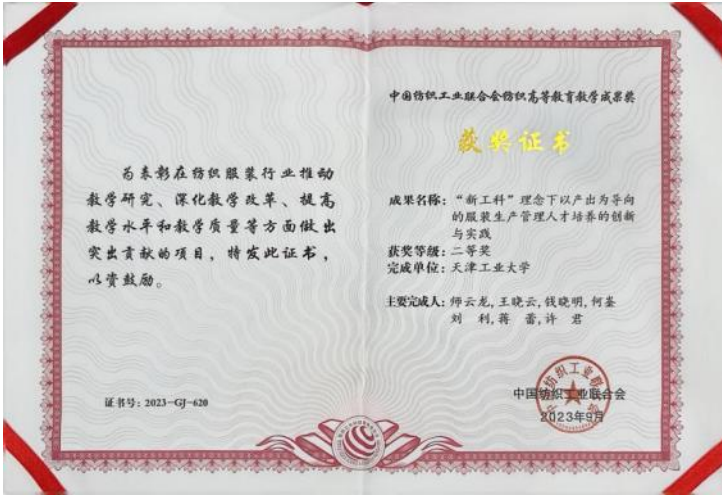 为表彰在纺织服装行业推动
教学研究、深化教学改革、提高
教学水平和教学质量等方面做出
突出贡献的项目，特发此证书，
以资鼓励。
证书号：2023-GJ-620
中国纺织工业联合会纺织高等教育教学成果奖
获奖证书
成果名称：“新工科”理念下以产出为导向
的服装生产管理人才培养的创新
与实践
获奖等级：二等奖
完成单位：天津工业大学
主要完成人：师云龙，王晓云，钱晓明，何崟
刘 利，蒋 蕾，许 君
中国纺织工业联合会
2023年9月